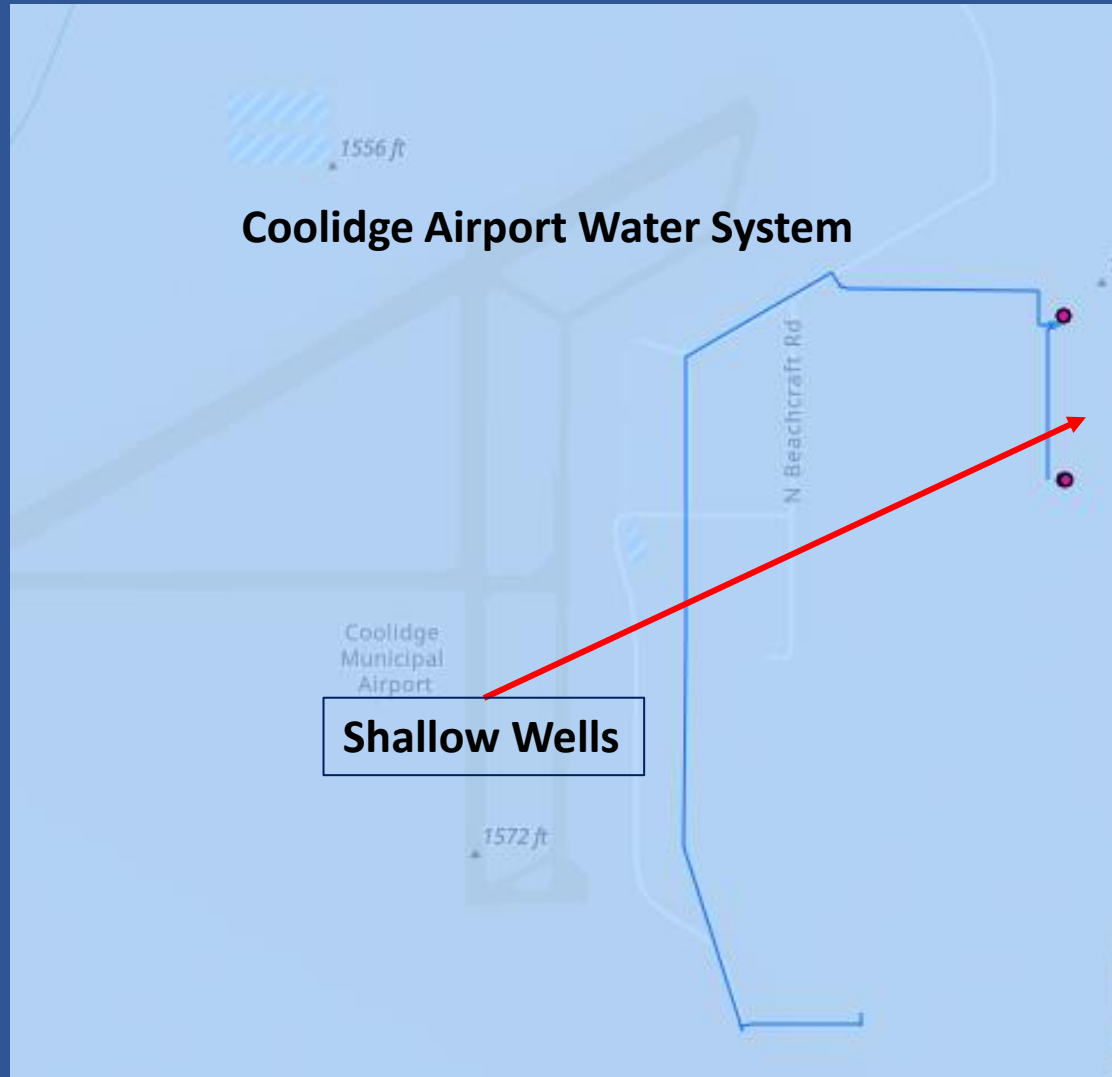 1556 ft
Coolidge Airport Water System
N Beachcraft Rd
Coolidge
Municipal
Airport
Shallow Wells
1572 ft